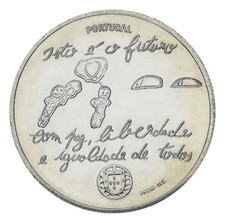 PORTUGAL
Isto é o futuro
Com paz, liberdade
e igualdade de todos